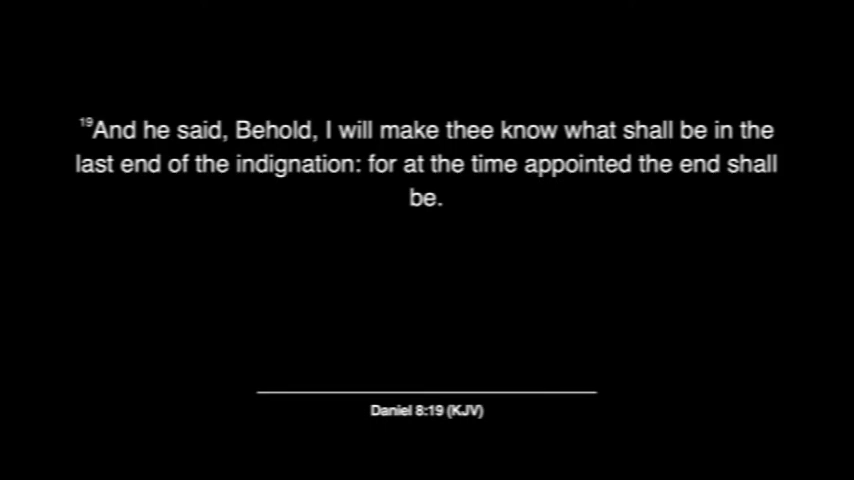 19And he said, Behold, I will make thee know what shall be in the
last end of the indignation: for at the time appointed the end shall
be.
Daniel 8:19 (KJV)